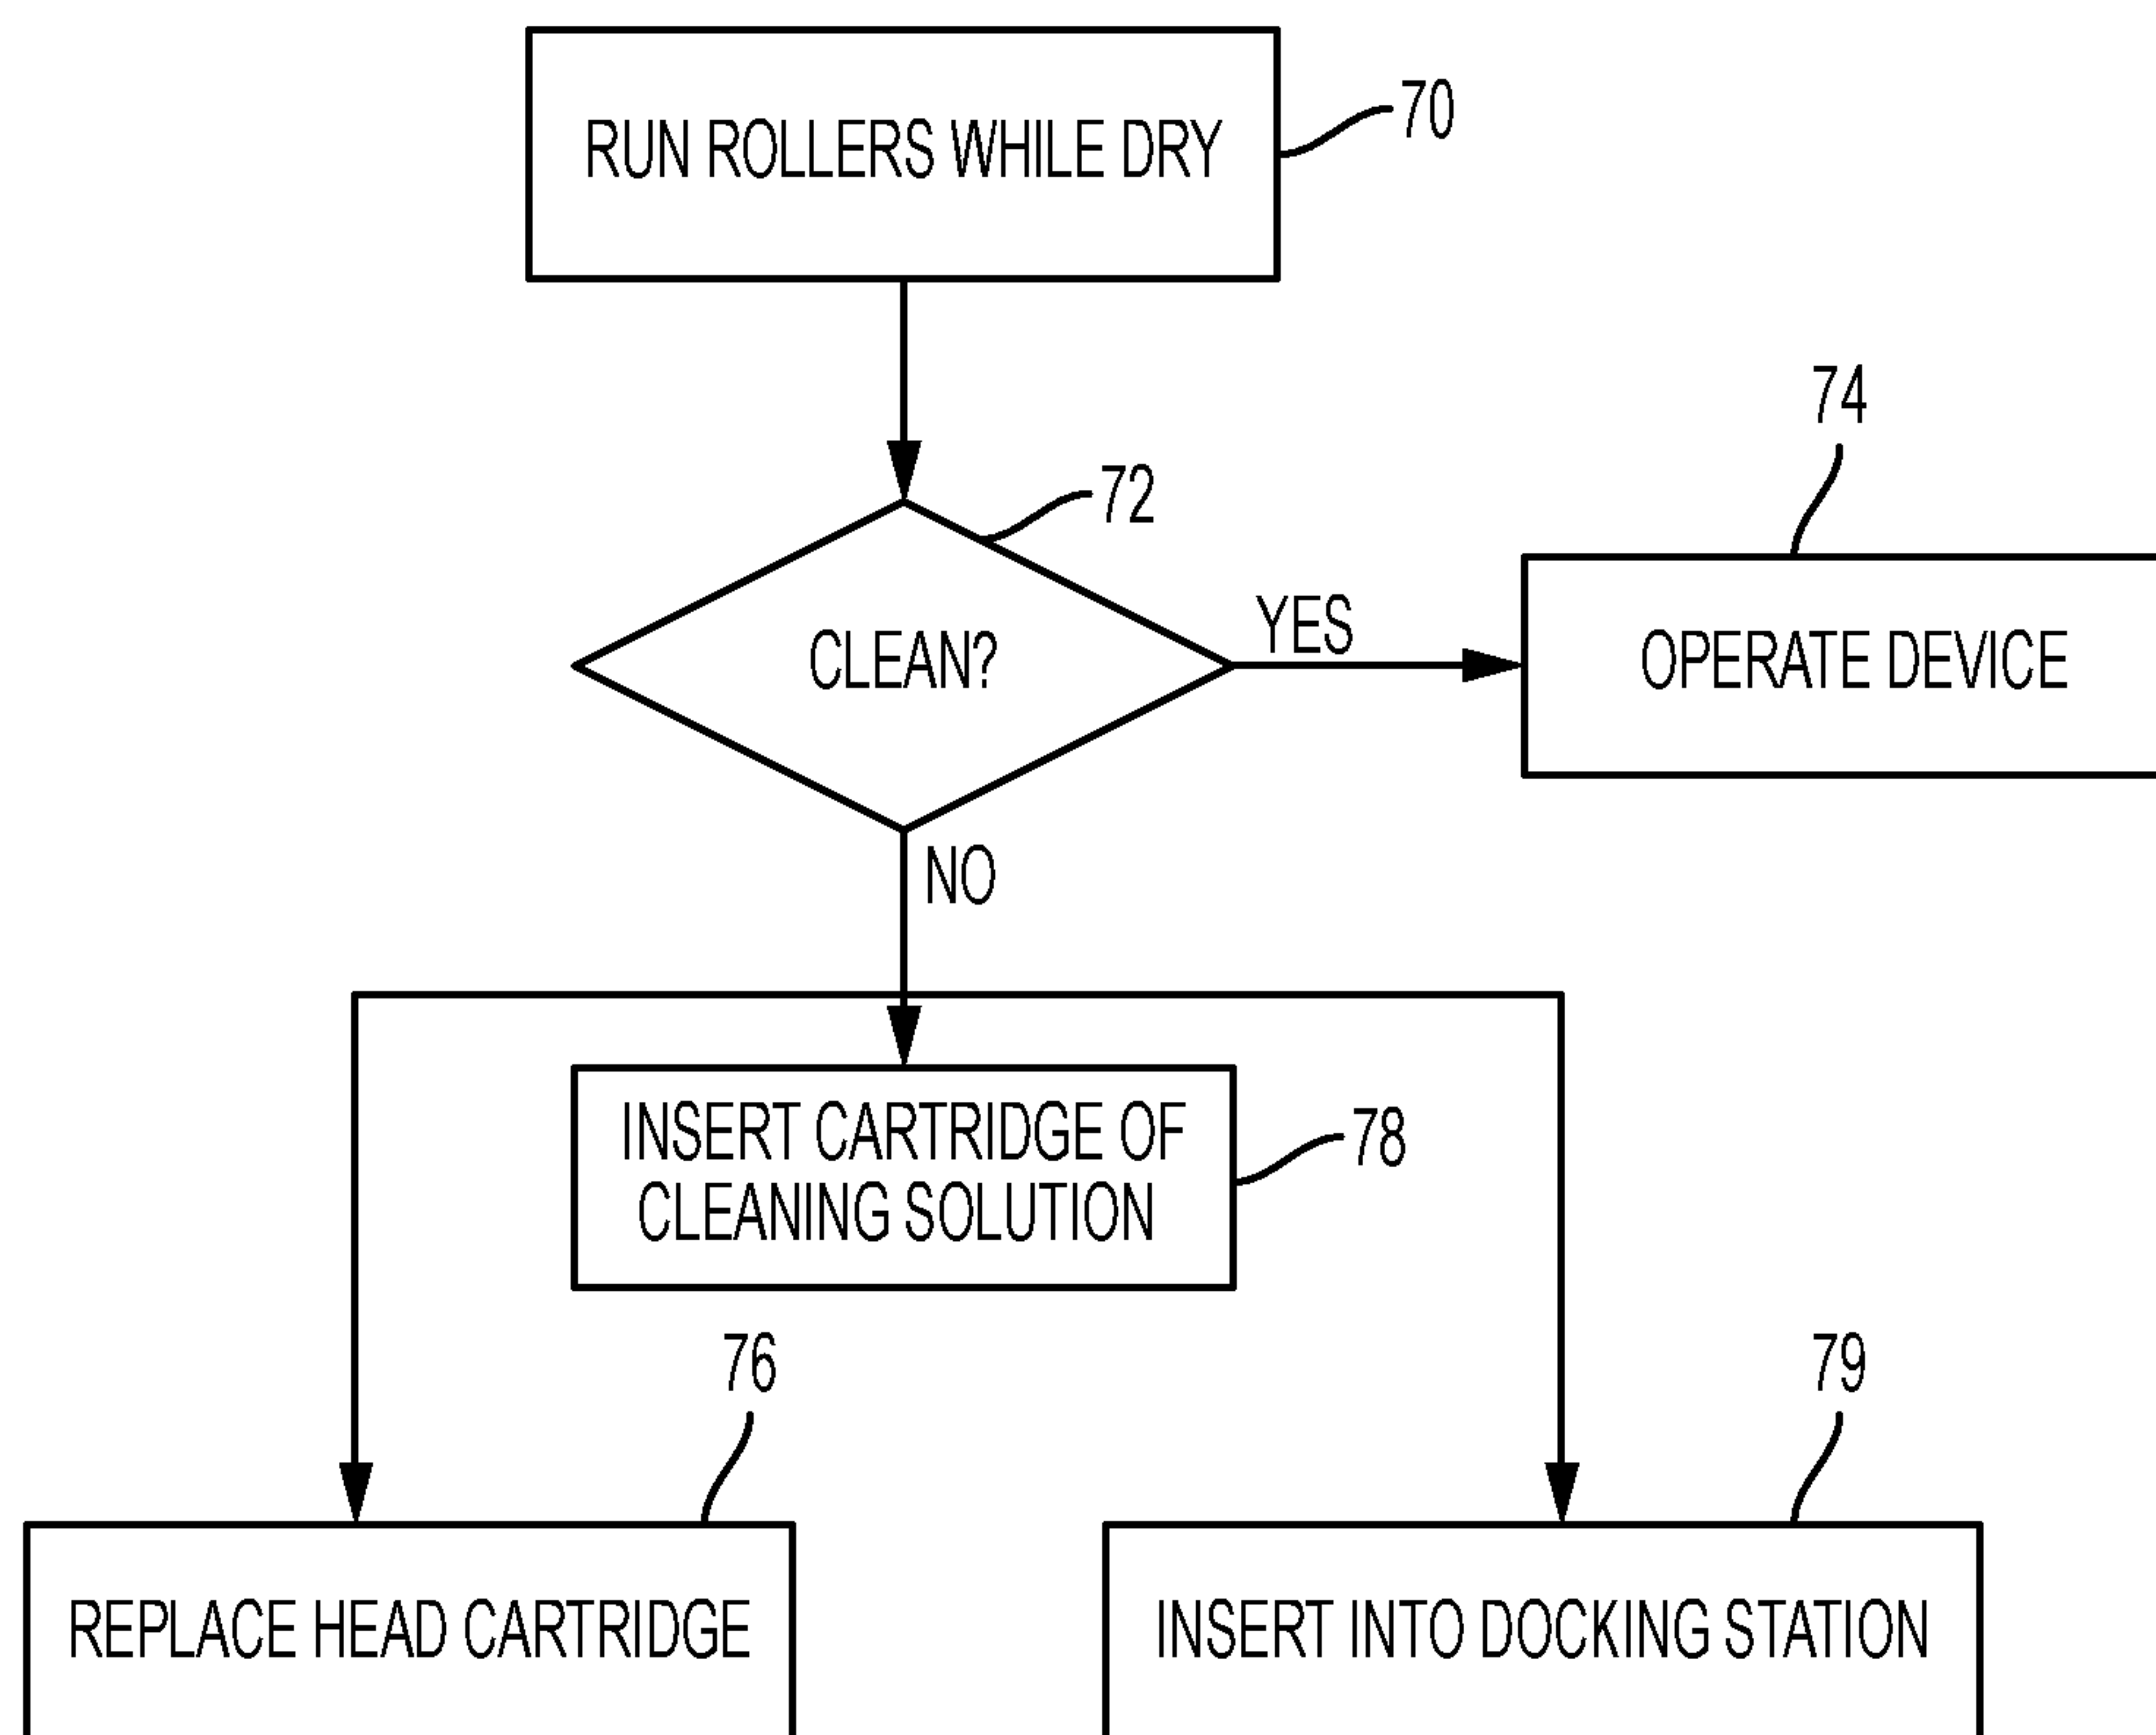 RUN ROLLERS WHILE DRY
70
72
CLEAN?
YES
74
OPERATE DEVICE
NO
INSERT CARTRIDGE OF
CLEANING SOLUTION
78
76
REPLACE HEAD CARTRIDGE
79
INSERT INTO DOCKING STATION